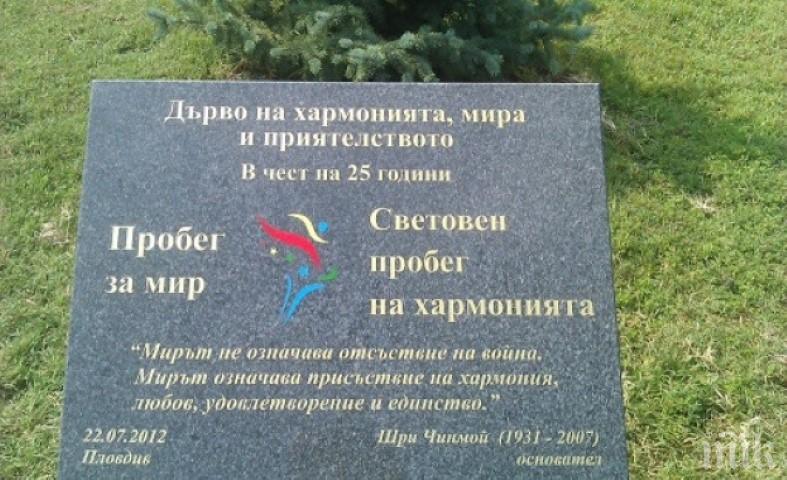 Дърво на хармонията, мира
и приятелството
В чест на 25 години
Пробег
за мир
Световен
пробег
на хармонията
“Мирът не означава отсъствие на война.
Мирът означава присъствие на хармония,
любов, удовлетворение и единство.”
22.07.2012
Пловдив
Шри Чинмой (1931 - 2007)
основател